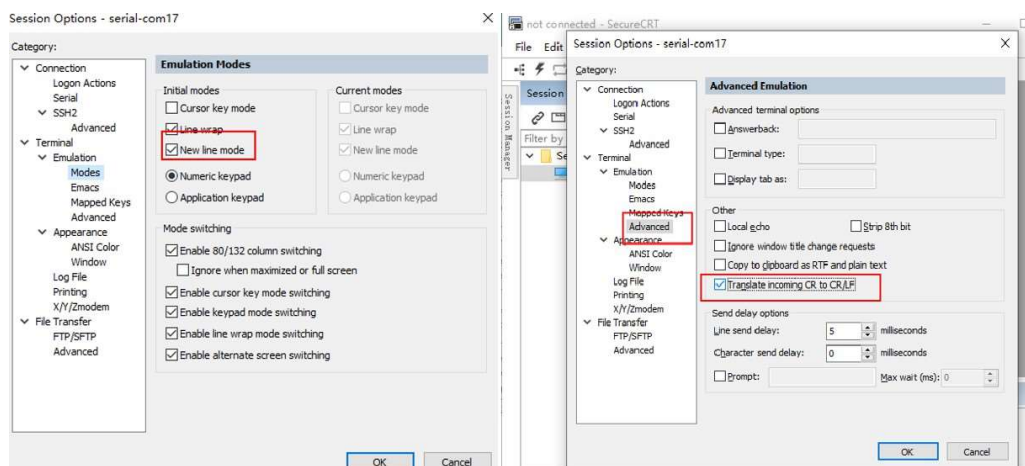 Session Options - serial-com17
Category:
Connection
Logon Actions
Serial
SSH2
Advanced
Terminal
Emulation
Modes
Emacs
Mapped Keys
Advanced
Appearance
ANSI Color
Window
Log File
Printing
X/Y/Zmodem
File Transfer
FTP/SFTP
Advanced
Emulation Modes
Initial modes
Cursor key mode
Line wrap
New line mode
Numeric keypad
Application keypad
Current modes
Cursor key mode
Line wrap
New line mode
Numeric keypad
Application keypad
Mode switching
Enable 80/132 column switching
Ignore when maximized or full screen
Enable cursor key mode switching
Enable keypad mode switching
Enable line wrap mode switching
Enable alternate screen switching
OK Cancel
not connected - SecureCRT
File Edit
Session Manager
Session
Filter by
Se
Session Options - serial-com17
Category:
Connection
Logon Actions
Serial
SSH2
Advanced
Terminal
Emulation
Modes
Emacs
Mapped Keys
Advanced
Appearance
ANSI Color
Window
Log File
Printing
X/Y/Zmodem
File Transfer
FTP/SFTP
Advanced
Advanced Emulation
Advanced terminal options
Answerback:
Terminal type:
Display tab as:
Other
Local echo Strip 8th bit
Ignore window title change requests
Copy to clipboard as RTF and plain text
Translate incoming CR to CR/LF
Send delay options
Line send delay: 5 milliseconds
Character send delay: 0 milliseconds
Prompt: Max wait (ms): 0
OK Cancel